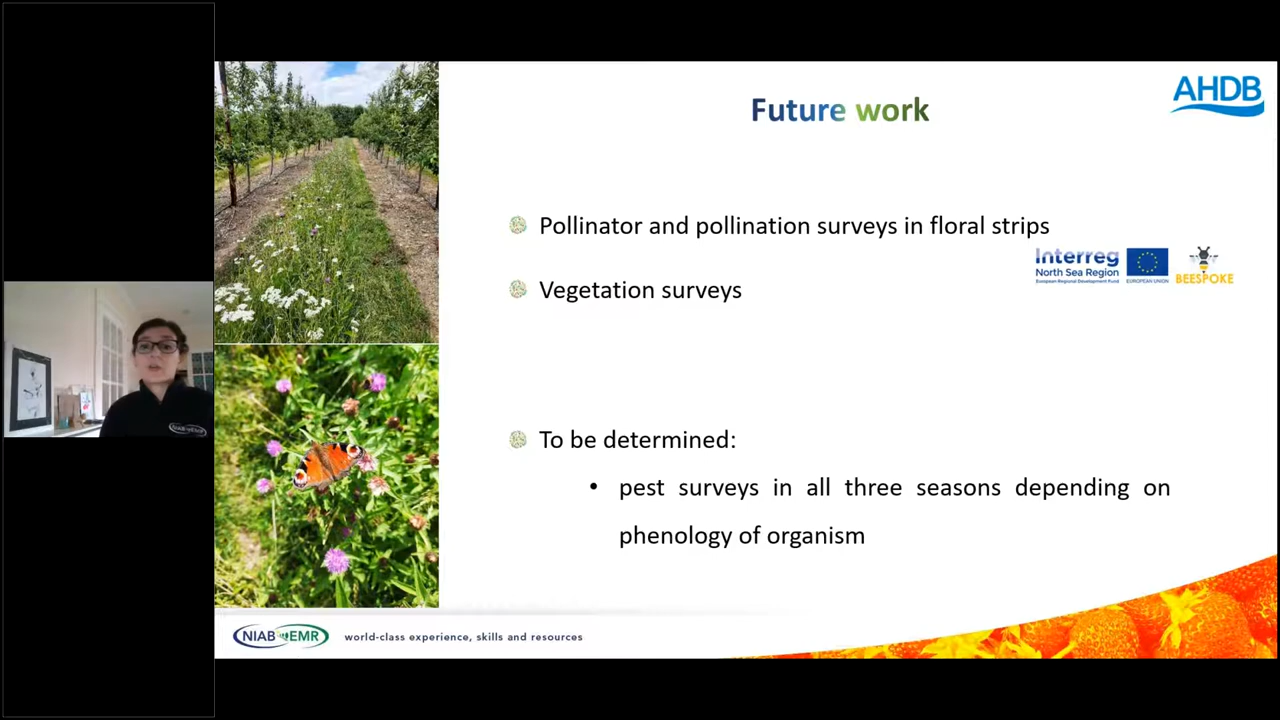 Future work
AHDB
Pollinator and pollination surveys in floral strips
Interreg
North Sea Region
European Regional Development Fund
EUROPEAN UNION
BEESPOKE
Vegetation surveys
To be determined:
• pest surveys in all three seasons depending on
phenology of organism
NIAB EMR
world-class experience, skills and resources